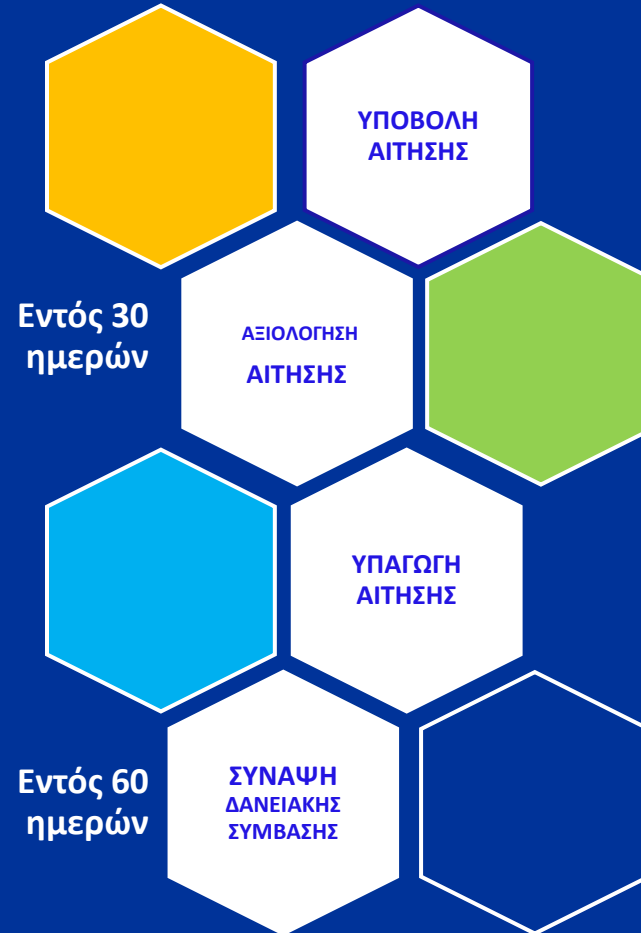 ΥΠΟΒΟΛΗ
ΑΙΤΗΣΗΣ
Εντός 30
ημερών
ΑΞΙΟΛΟΓΗΣΗ
ΑΙΤΗΣΗΣ
ΥΠΑΓΩΓΗ
ΑΙΤΗΣΗΣ
Εντός 60
ημερών
ΣΥΝΑΨΗ
ΔΑΝΕΙΑΚΗΣ
ΣΥΜΒΑΣΗΣ